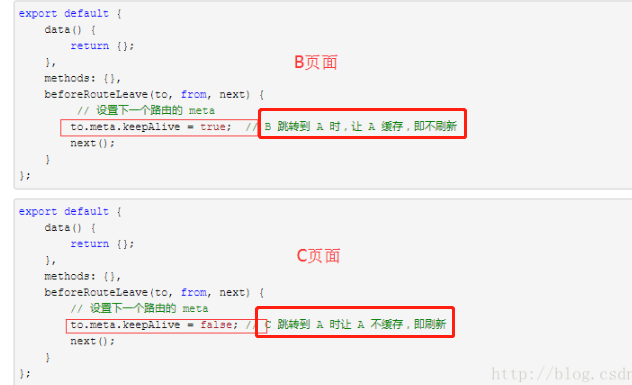 export default {
data() {
return {};
},
methods: {},
beforeRouteLeave(to, from, next) {
// 设置下一个路由的 meta
to.meta.keepAlive = true; // B 跳转到 A 时，让 A 缓存，即不刷新
next();
}
};
B页面
export default {
data() {
return {};
},
methods: {},
beforeRouteLeave(to, from, next) {
// 设置下一个路由的 meta
to.meta.keepAlive = false; // C 跳转到 A 时让 A 不缓存，即刷新
next();
}
};
C页面
http://blog.csdn